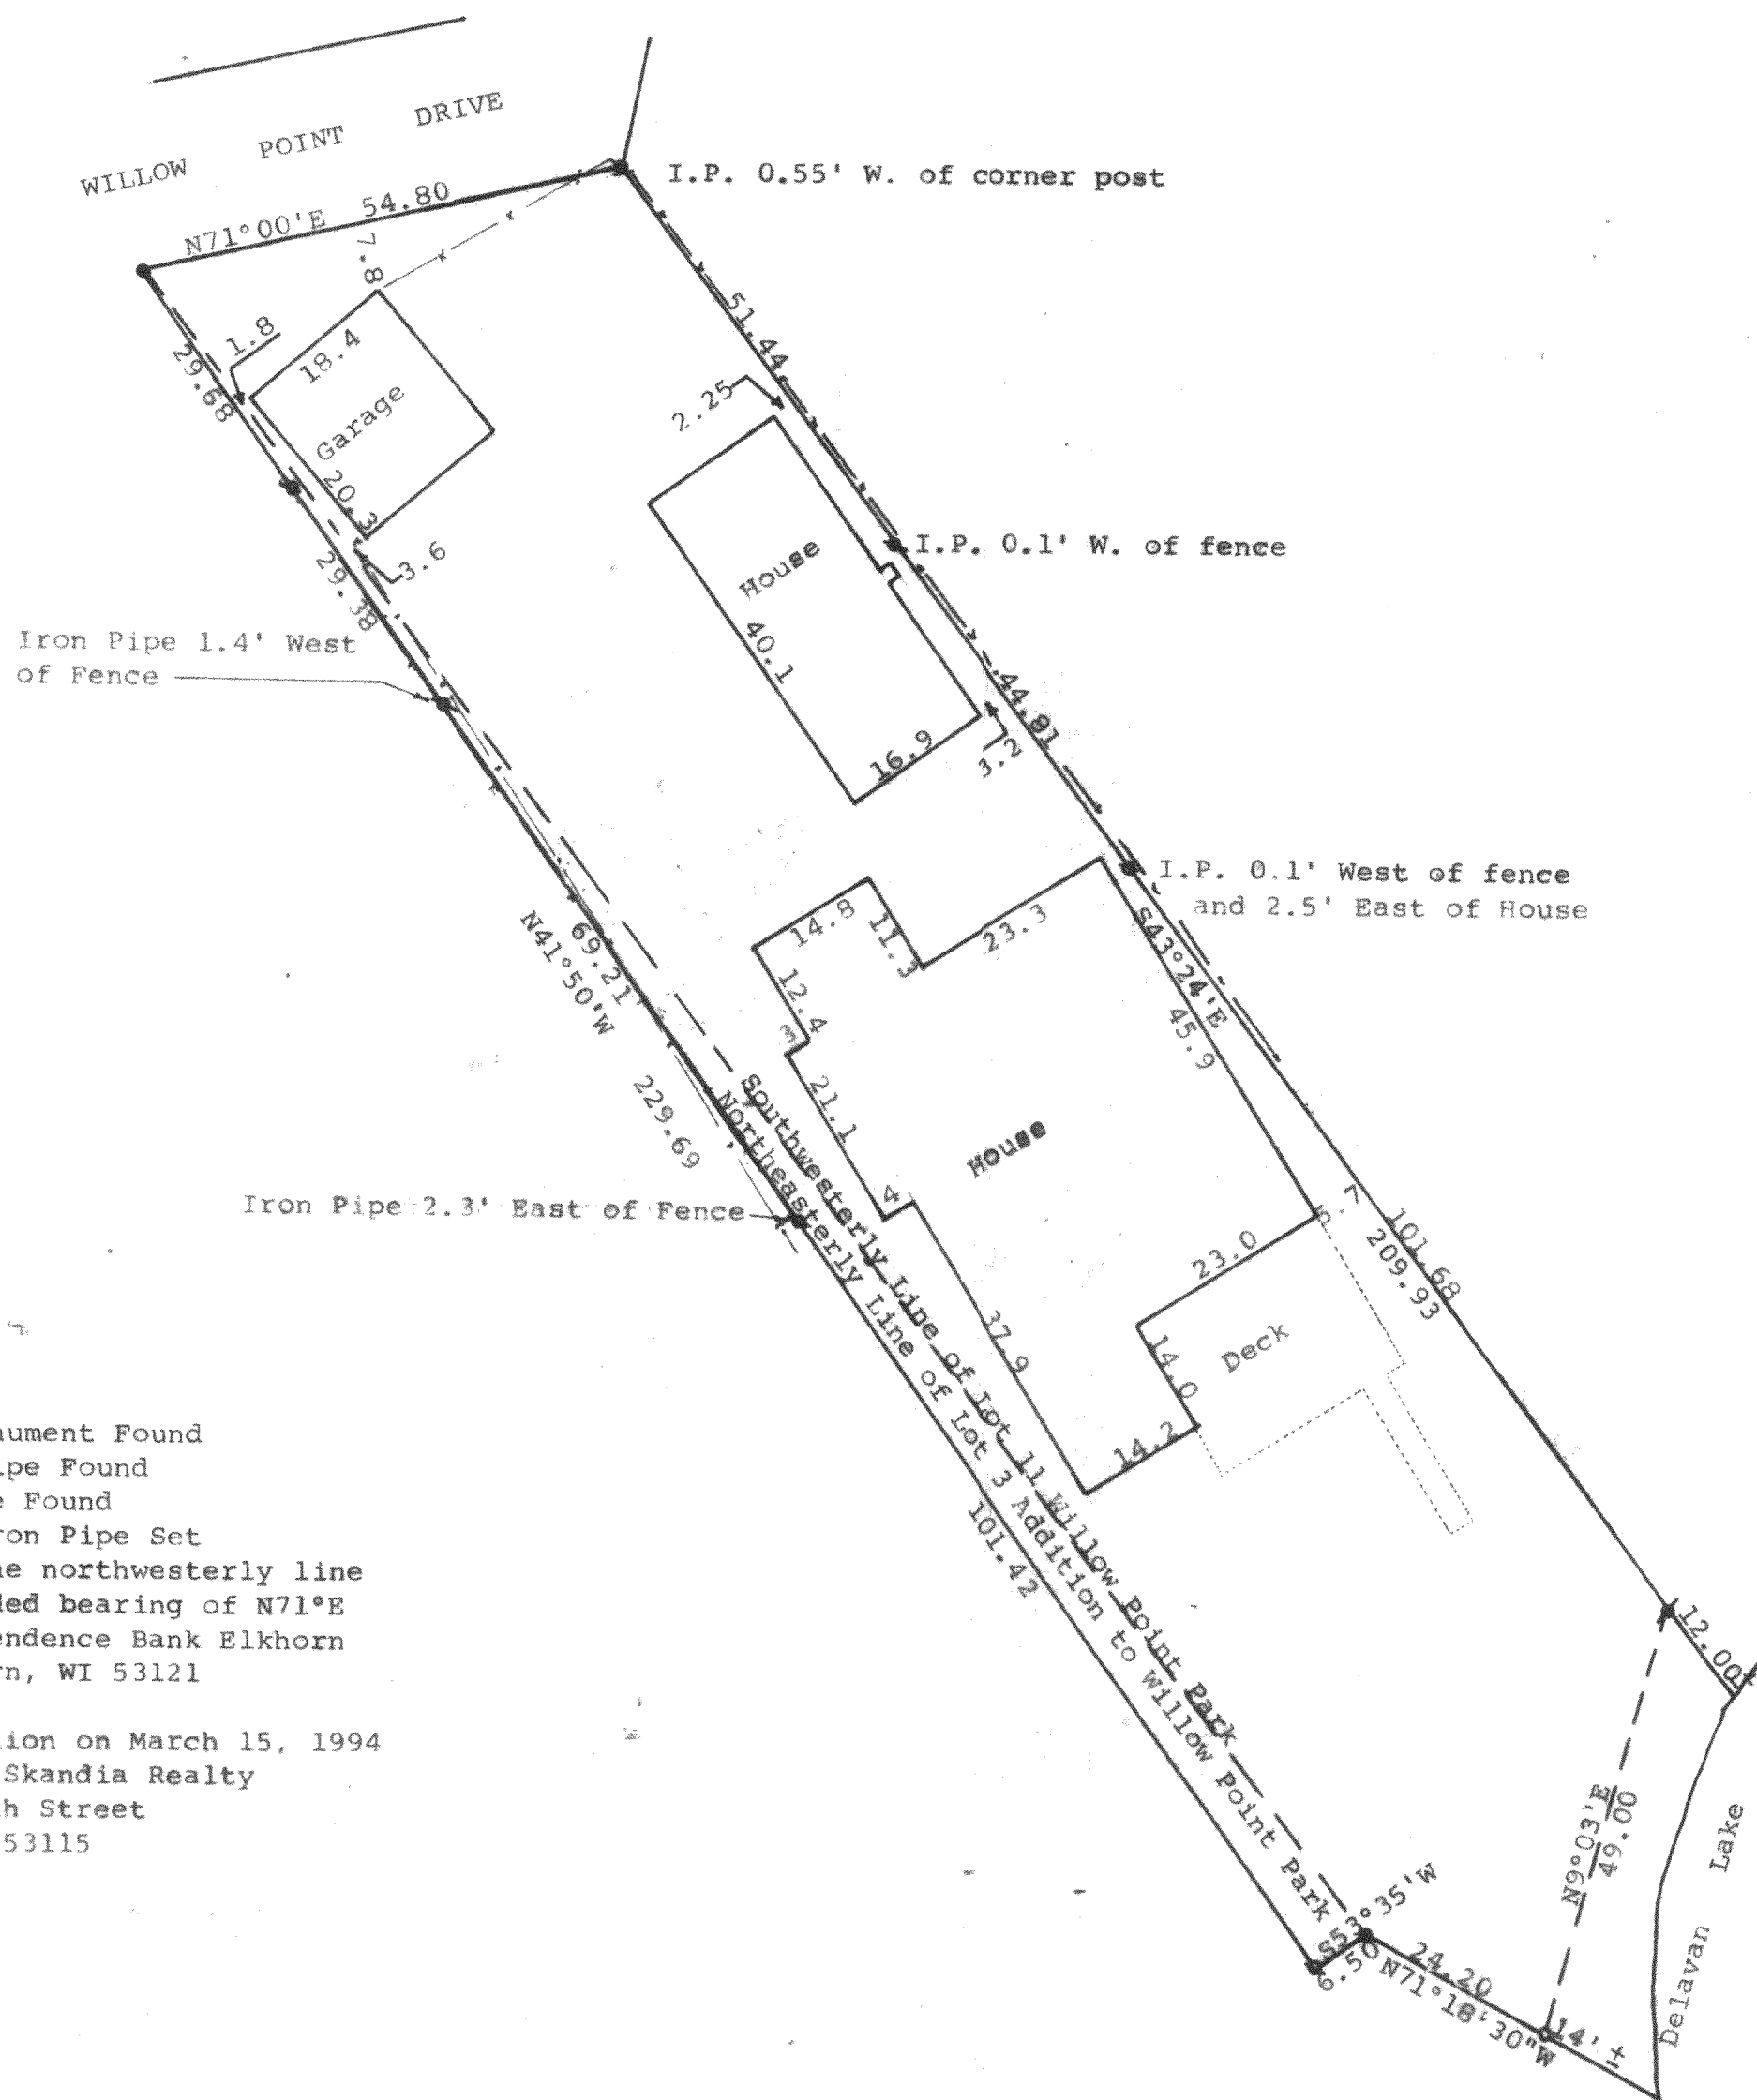 WILLOW POINT DRIVE
N71°00'E 54.80
I.P. 0.55' W. of corner post
7.8
1.8
18.4
29.68
Garage
20.3
3.6
29.38
51.44
2.25
House
40.1
16.9
3.2
I.P. 0.1' W. of fence
44.81
Iron Pipe 1.4' West
of Fence
I.P. 0.1' West of fence
and 2.5' East of House
S43°24'E
14.8
11.3
23.3
12.4
3
21.1
4
45.9
House
69.21
N41°50'W
229.69
Iron Pipe 2.3' East of Fence
Southwesterly Line of Lot 11 Willow Point Park
Northeasterly Line of Lot 3 Addition to Willow Point Park
37.9
23.0
14.0
14.2
Deck
5.7
101.68
209.93
101.42
12.00±
N9°03'E
49.00
Delavan Lake
S53°35'W
6.50
24.20
N71°18'30"W
14'±
ument Found
ipe Found
e Found
ron Pipe Set
he northwesterly line
ded bearing of N71°E
endence Bank Elkhorn
rn, WI 53121
lion on March 15, 1994
Skandia Realty
h Street
53115